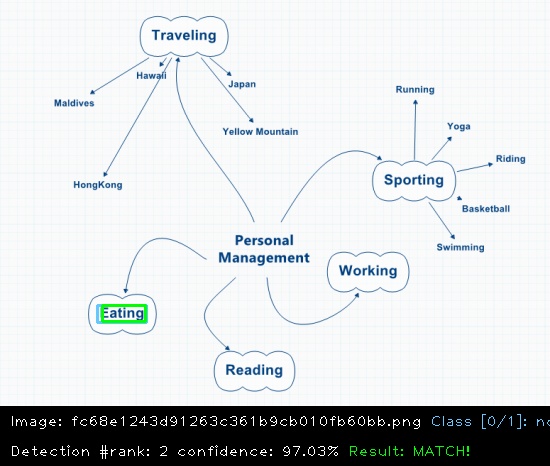 Traveling
Hawaii
Japan
Maldives
Running
Yellow Mountain
Yoga
Riding
HongKong
Sporting
Basketball
Personal
Management
Swimming
Working
Eating
Reading
Image: fc68e1243d91263c361b9cb010fb60bb.png Class [0/1]:
Detection #rank: 2 confidence: 97.03% Result: MATCH!